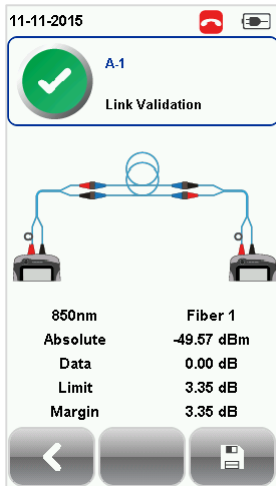 11-11-2015
A-1
Link Validation
850nm Fiber 1
Absolute -49.57 dBm
Data 0.00 dB
Limit 3.35 dB
Margin 3.35 dB